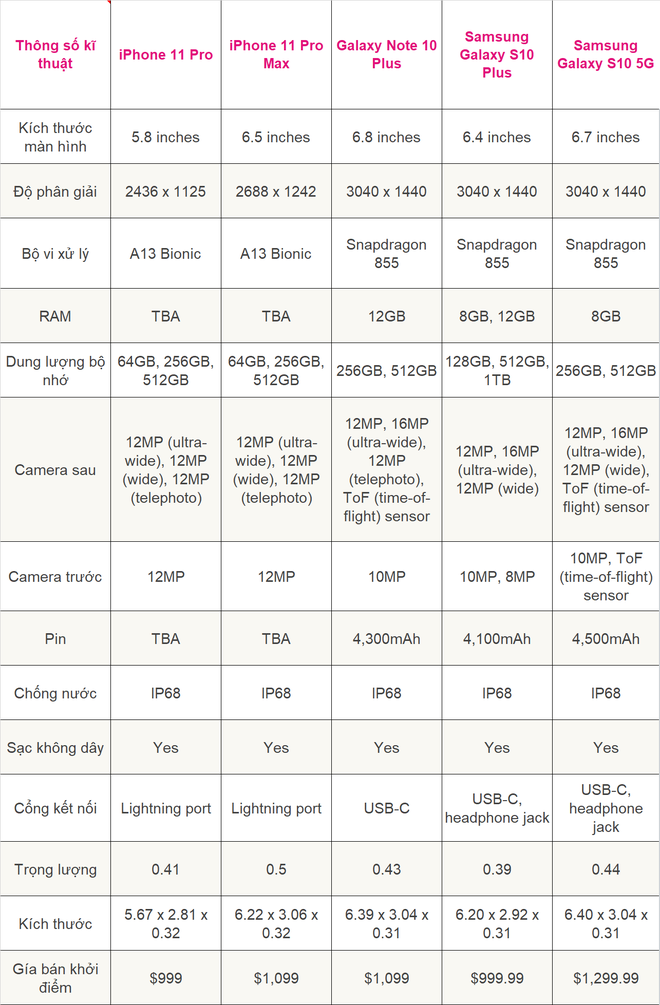 Thông số kĩ
thuật
iPhone 11 Pro
iPhone 11 Pro
Max
Galaxy Note 10
Plus
Samsung
Galaxy S10
Plus
Samsung
Galaxy S10 5G
Kích thước
màn hình
5.8 inches
6.5 inches
6.8 inches
6.4 inches
6.7 inches
Độ phân giải
2436 x 1125
2688 x 1242
3040 x 1440
3040 x 1440
3040 x 1440
Bộ vi xử lý
A13 Bionic
A13 Bionic
Snapdragon
855
Snapdragon
855
Snapdragon
855
RAM
TBA
TBA
12GB
8GB, 12GB
8GB
Dung lượng bộ
nhớ
64GB, 256GB,
512GB
64GB, 256GB,
512GB
256GB, 512GB
128GB, 512GB,
1TB
256GB, 512GB
Camera sau
12MP (ultra-
wide), 12MP
(wide), 12MP
(telephoto)
12MP (ultra-
wide), 12MP
(wide), 12MP
(telephoto)
12MP, 16MP
(ultra-wide),
12MP
(telephoto),
ToF (time-of-
flight) sensor
12MP, 16MP
(ultra-wide),
12MP (wide)
12MP, 16MP
(ultra-wide),
12MP (wide),
ToF (time-of-
flight) sensor
Camera trước
12MP
12MP
10MP
10MP, 8MP
10MP, ToF
(time-of-flight)
sensor
Pin
TBA
TBA
4,300mAh
4,100mAh
4,500mAh
Chống nước
IP68
IP68
IP68
IP68
IP68
Sạc không dây
Yes
Yes
Yes
Yes
Yes
Cổng kết nối
Lightning port
Lightning port
USB-C
USB-C,
headphone jack
USB-C,
headphone
jack
Trọng lượng
0.41
0.5
0.43
0.39
0.44
Kích thước
5.67 x 2.81 x
0.32
6.22 x 3.06 x
0.32
6.39 x 3.04 x
0.31
6.20 x 2.92 x
0.31
6.40 x 3.04 x
0.31
Gía bán khởi
điểm
$999
$1,099
$1,099
$999.99
$1,299.99